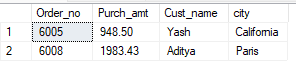 Order_no Purch_amt Cust_name city
1 6005 948.50 Yash California
2 6008 1983.43 Aditya Paris